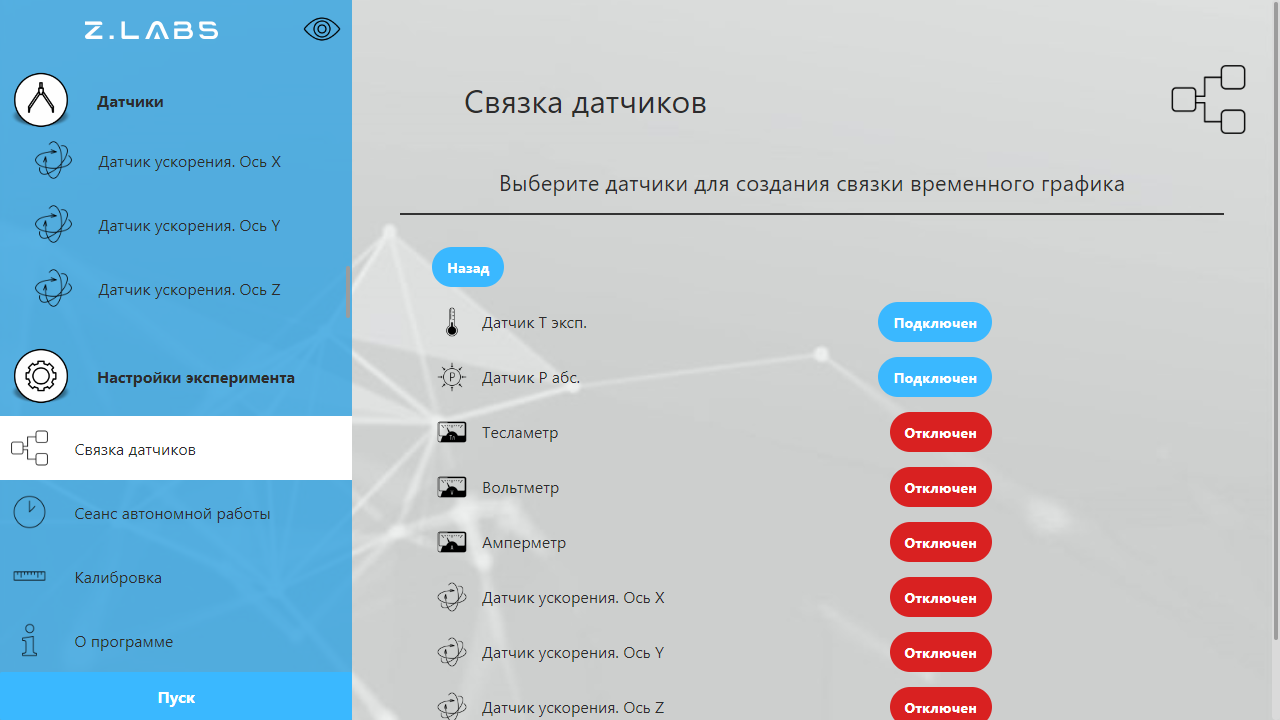 Z.LABS
Датчики
Датчик ускорения. Ось X
Датчик ускорения. Ось Y
Датчик ускорения. Ось Z
Настройки эксперимента
Связка датчиков
Сеанс автономной работы
Калибровка
О программе
Пуск
Связка датчиков
Выберите датчики для создания связки временного графика
Назад
Датчик T эксп. Подключен
P Датчик P абс. Подключен
Тл Тесламетр Отключен
V Вольтметр Отключен
A Амперметр Отключен
Датчик ускорения. Ось X Отключен
Датчик ускорения. Ось Y Отключен
Датчик ускорения. Ось Z Отключен